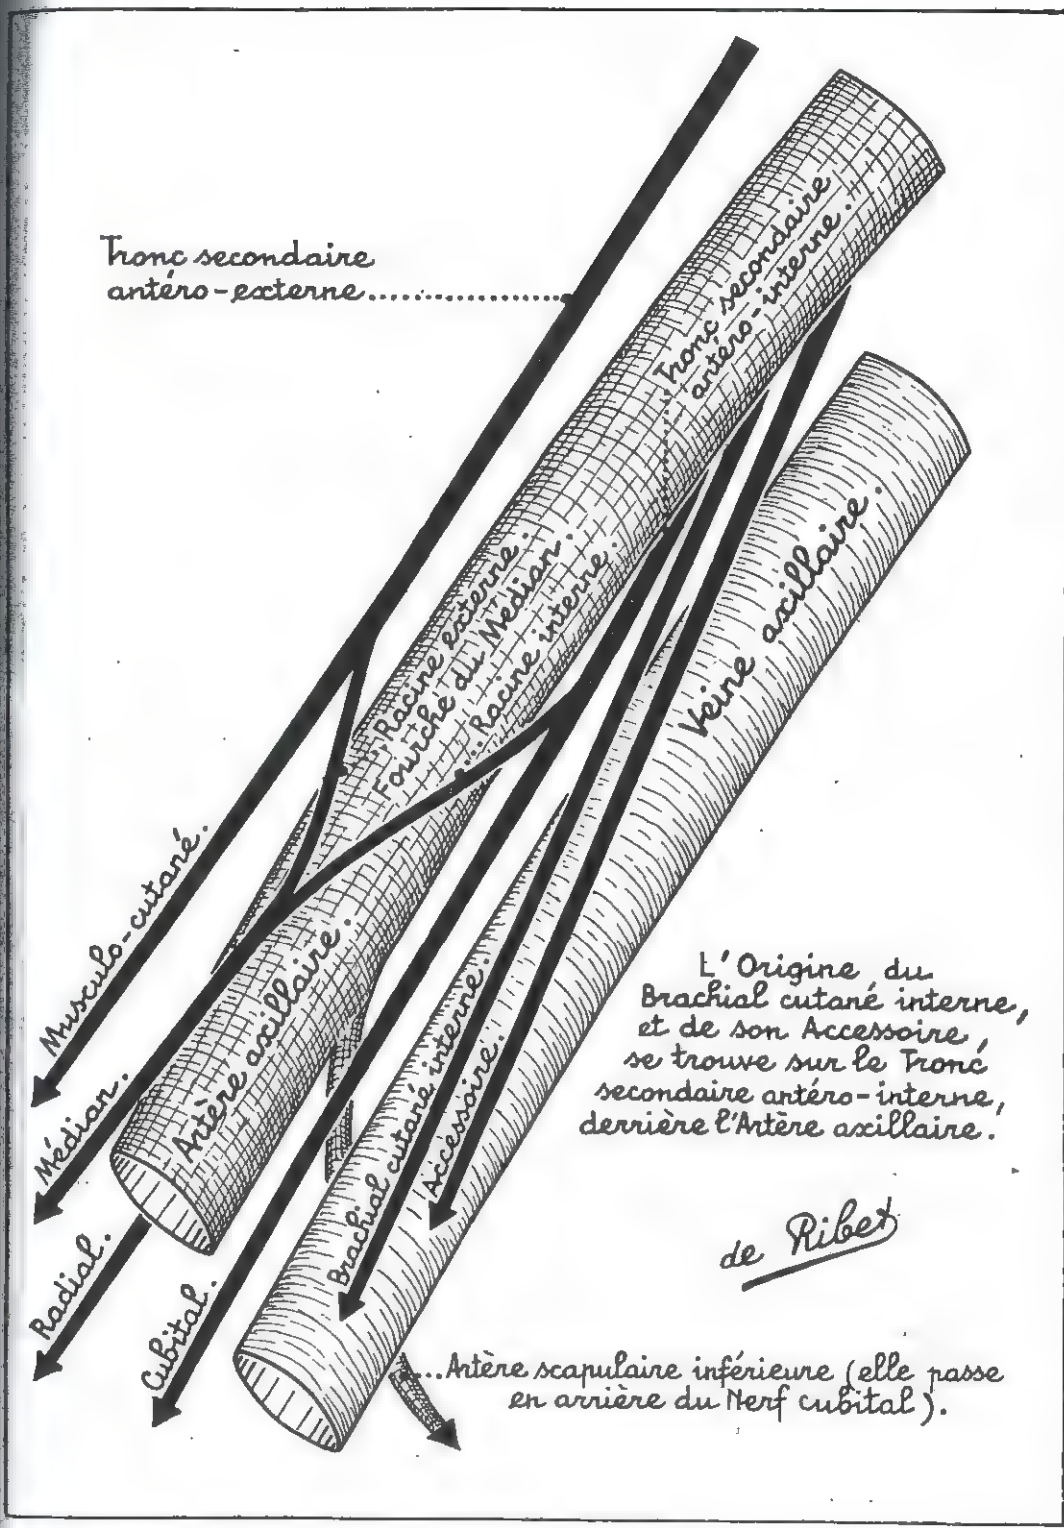 Tronc secondaire
antéro-externe
Tronc secondaire
antéro-interne.
Racine externe.
Fourche du Médian.
Racine interne.
Veine axillaire.
Musculo-cutané.
Médian.
Artère axillaire.
Radial.
Cubital.
Brachial cutané interne.
Accessoire.
L'Origine du
Brachial cutané interne,
et de son Accessoire,
se trouve sur le Tronc
secondaire antéro-interne,
derrière l'Artère axillaire.
de Ribet
Artère scapulaire inférieure (elle passe
en arrière du Nerf cubital).